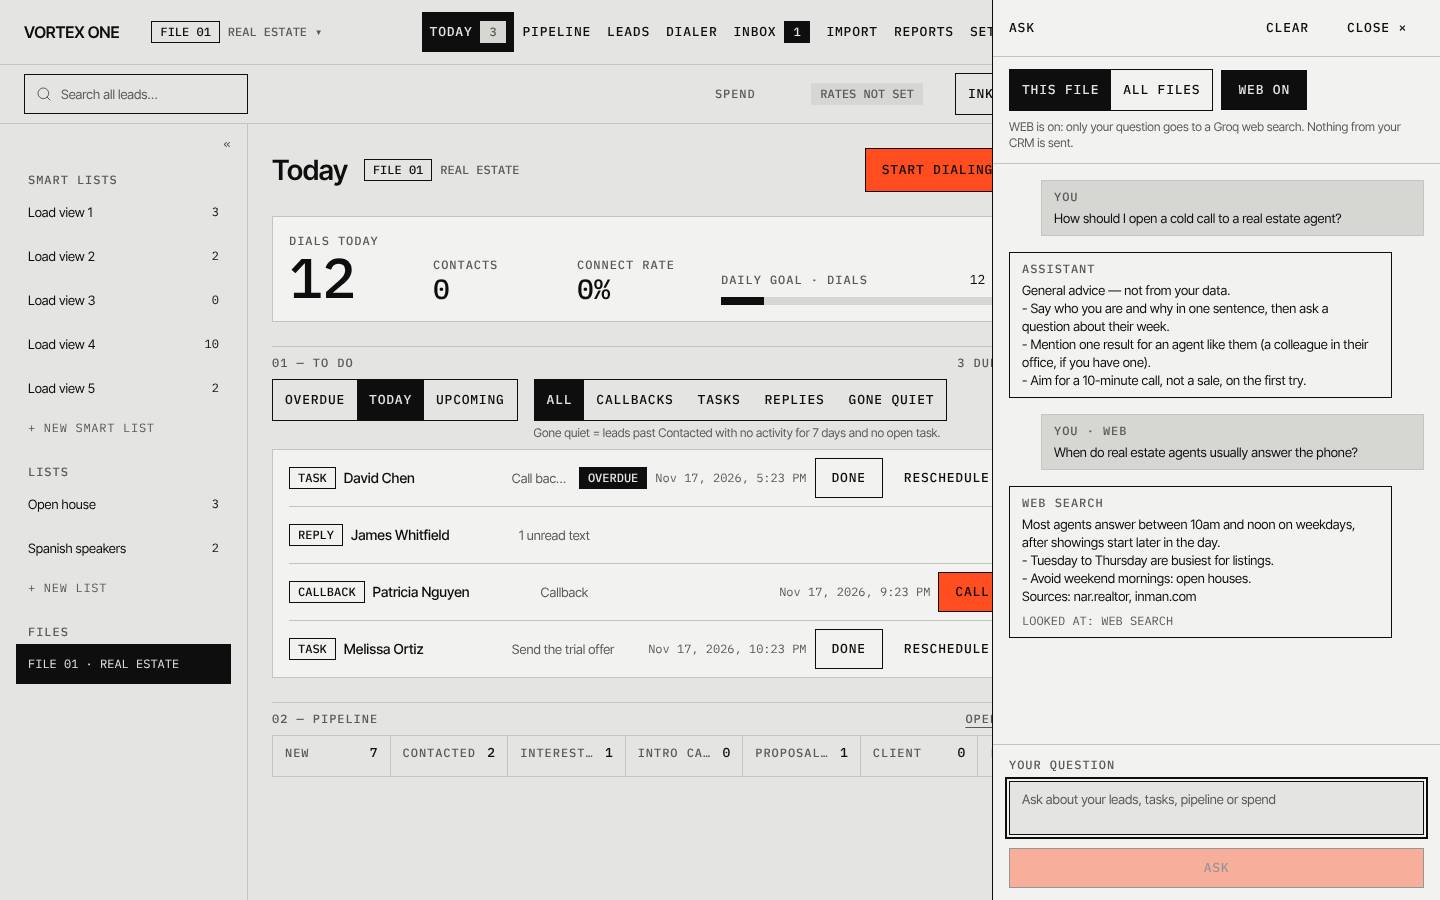 VORTEX ONE
FILE 01 REAL ESTATE ▾
TODAY 3 PIPELINE LEADS DIALER INBOX 1 IMPORT REPORTS SET
Search all leads...
SPEND RATES NOT SET INK
«
SMART LISTS
Load view 1 3
Load view 2 2
Load view 3 0
Load view 4 10
Load view 5 2
+ NEW SMART LIST
LISTS
Open house 3
Spanish speakers 2
+ NEW LIST
FILES
FILE 01 · REAL ESTATE
Today FILE 01 REAL ESTATE
START DIALING
DIALS TODAY
12
CONTACTS
0
CONNECT RATE
0%
DAILY GOAL · DIALS 12
01 — TO DO 3 DU
OVERDUE TODAY UPCOMING
ALL CALLBACKS TASKS REPLIES GONE QUIET
Gone quiet = leads past Contacted with no activity for 7 days and no open task.
TASK David Chen Call bac... OVERDUE Nov 17, 2026, 5:23 PM DONE RESCHEDULE
REPLY James Whitfield 1 unread text
CALLBACK Patricia Nguyen Callback Nov 17, 2026, 9:23 PM CALL
TASK Melissa Ortiz Send the trial offer Nov 17, 2026, 10:23 PM DONE RESCHEDULE
02 — PIPELINE OPE
NEW 7 CONTACTED 2 INTEREST… 1 INTRO CA… 0 PROPOSAL… 1 CLIENT 0
ASK CLEAR CLOSE ×
THIS FILE ALL FILES WEB ON
WEB is on: only your question goes to a Groq web search. Nothing from your
CRM is sent.
YOU
How should I open a cold call to a real estate agent?
ASSISTANT
General advice — not from your data.
- Say who you are and why in one sentence, then ask a
question about their week.
- Mention one result for an agent like them (a colleague in their
office, if you have one).
- Aim for a 10-minute call, not a sale, on the first try.
YOU · WEB
When do real estate agents usually answer the phone?
WEB SEARCH
Most agents answer between 10am and noon on weekdays,
after showings start later in the day.
- Tuesday to Thursday are busiest for listings.
- Avoid weekend mornings: open houses.
Sources: nar.realtor, inman.com
LOOKED AT: WEB SEARCH
YOUR QUESTION
Ask about your leads, tasks, pipeline or spend
ASK